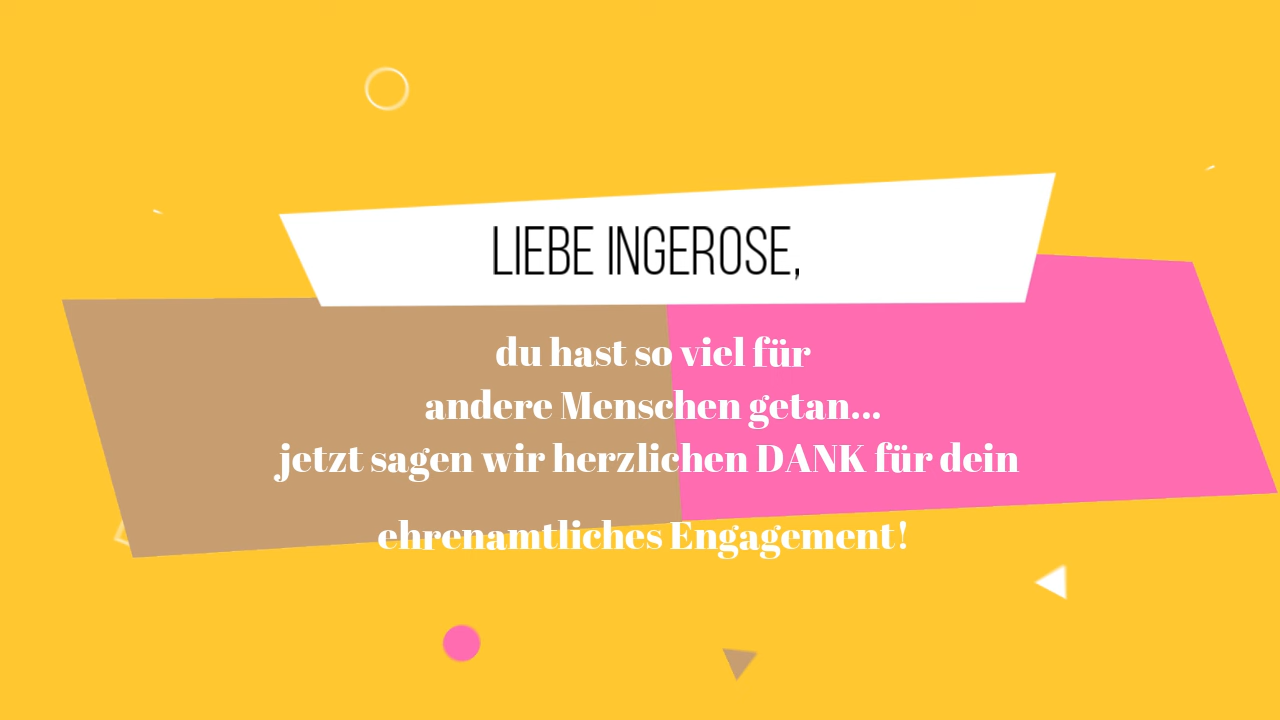 LIEBE INGEROSE,
du hast so viel für
andere Menschen getan...
jetzt sagen wir herzlichen DANK für dein
ehrenamtliches Engagement!